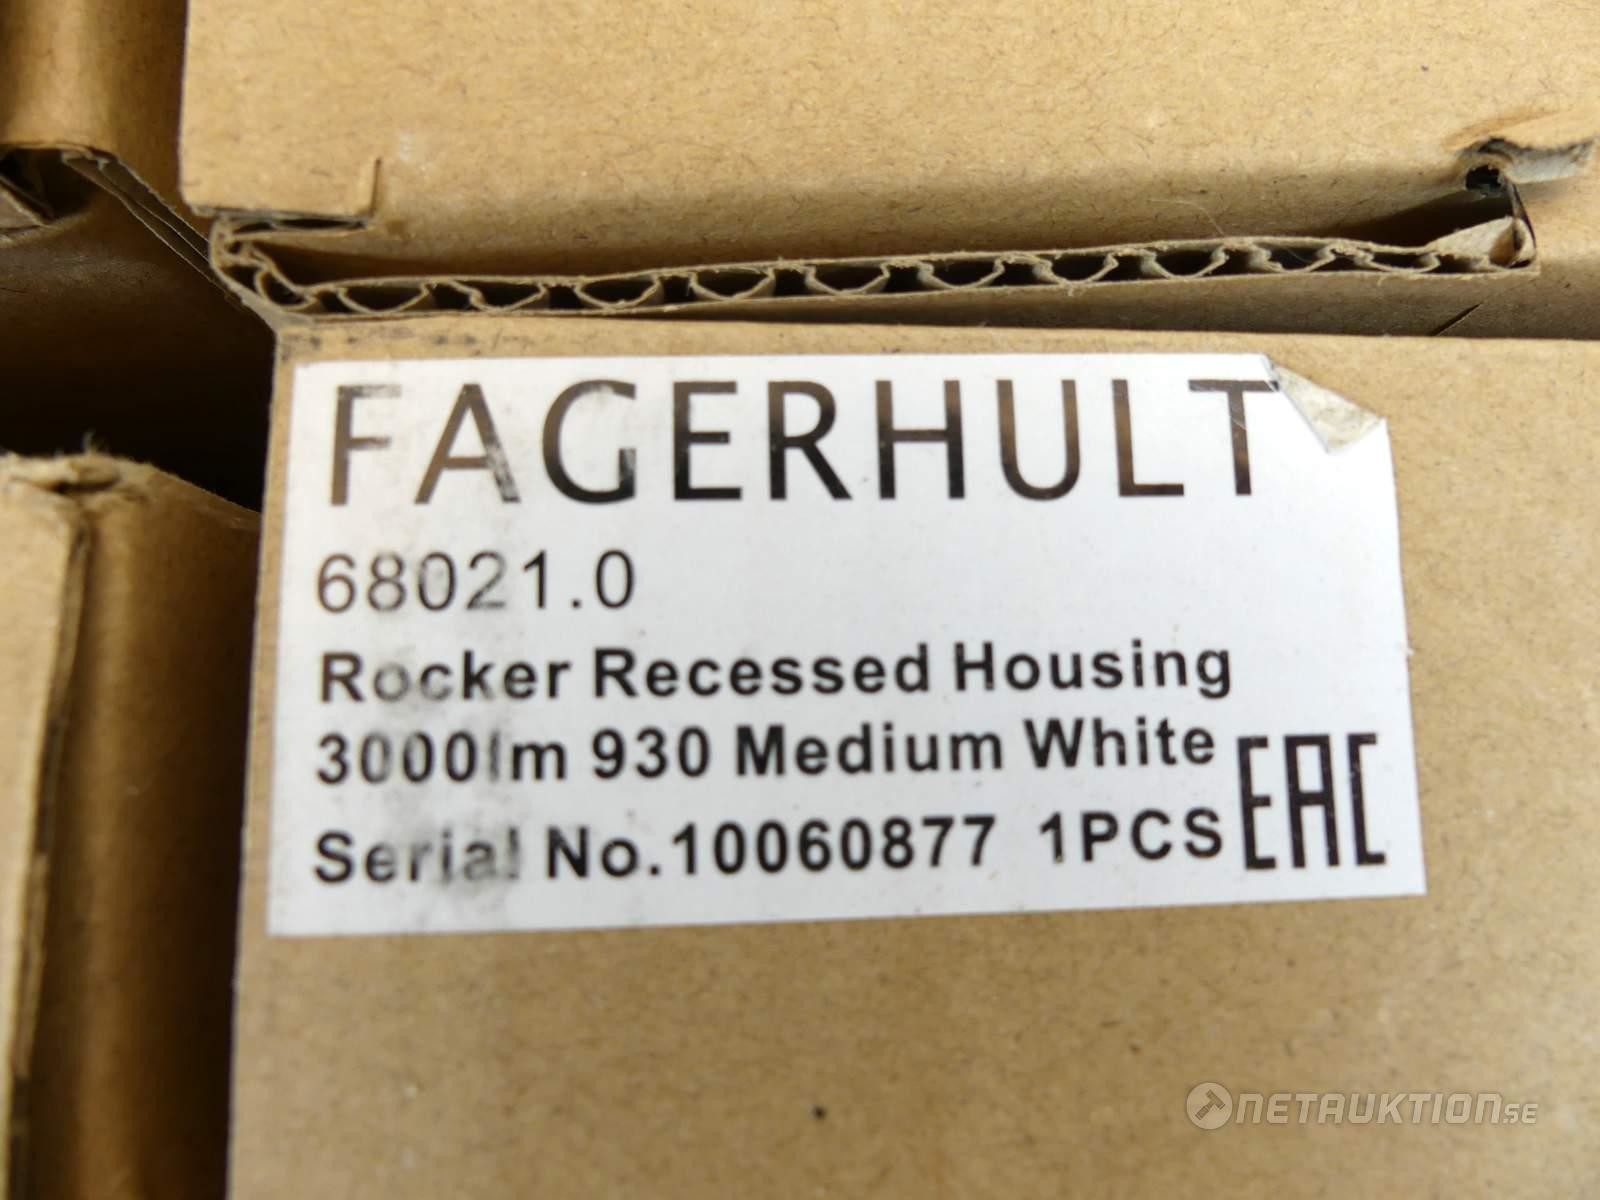 FAGERHULT
68021.0
Rocker Recessed Housing
3000lm 930 Medium White
Serial No.10060877 1PCS EAC
NETAUKTION.SE